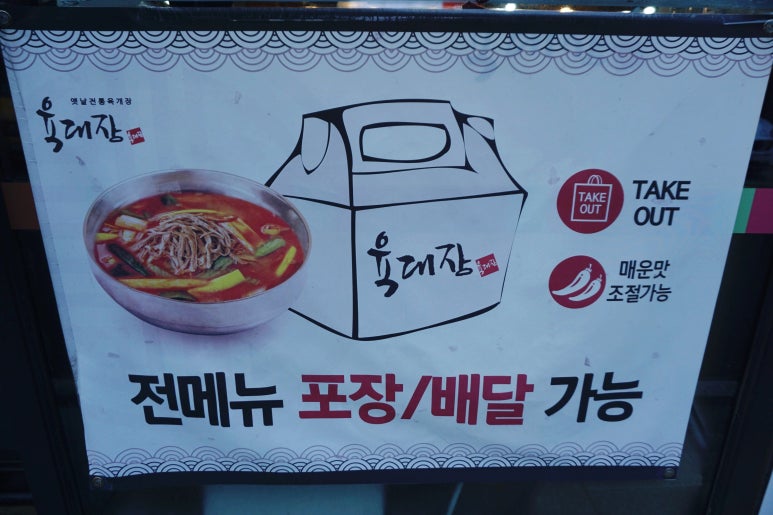 옛날전통육개장
육대장
육대장
TAKE
OUT
TAKE
OUT
매운맛
조절가능
전메뉴 포장/배달 가능